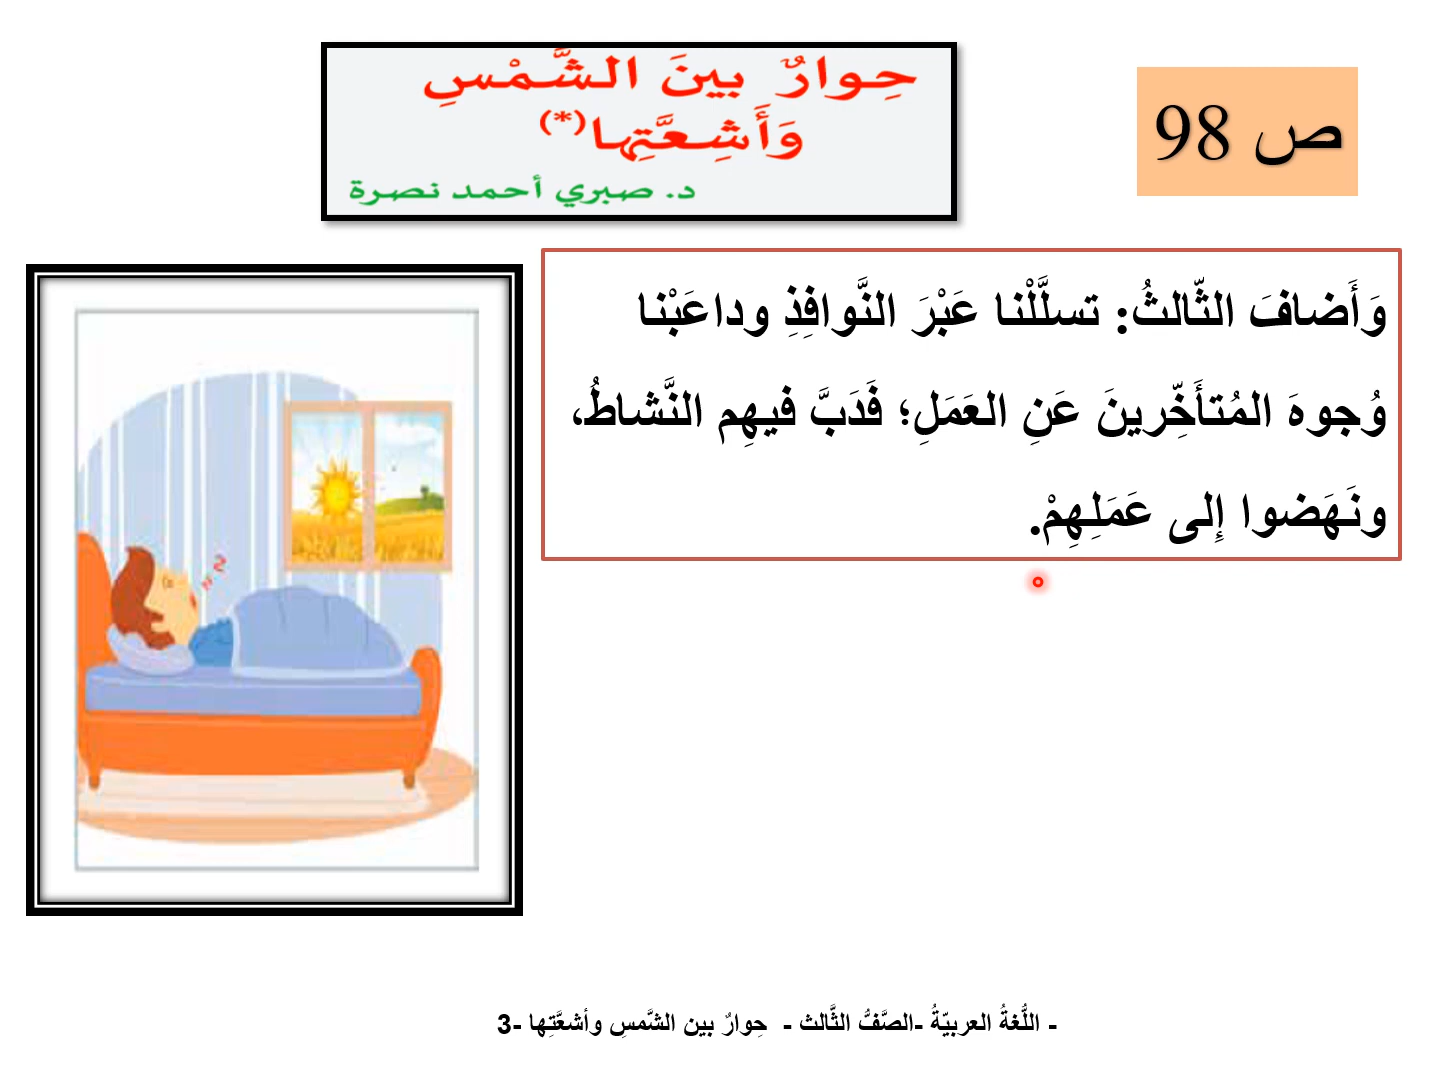 ص 98
حِوارٌ بينَ الشَّمْسِ
وَأَشِعَّتِها(*)
د. صبري أحمد نصرة
وَأَضافَ الثّالثُ: تسلَّلْنا عَبْرَ النَّوافِذِ وداعَبْنا
وُجوهَ المُتأَخِّرينَ عَنِ العَمَلِ؛ فَدَبَّ فيهِم النَّشاطُ،
ونَهَضوا إِلى عَمَلِهِمْ.
- اللُّغةُ العربيّةُ -الصَّفُّ الثَّالث - حِوارٌ بين الشَّمسِ وأشعَّتِها -3